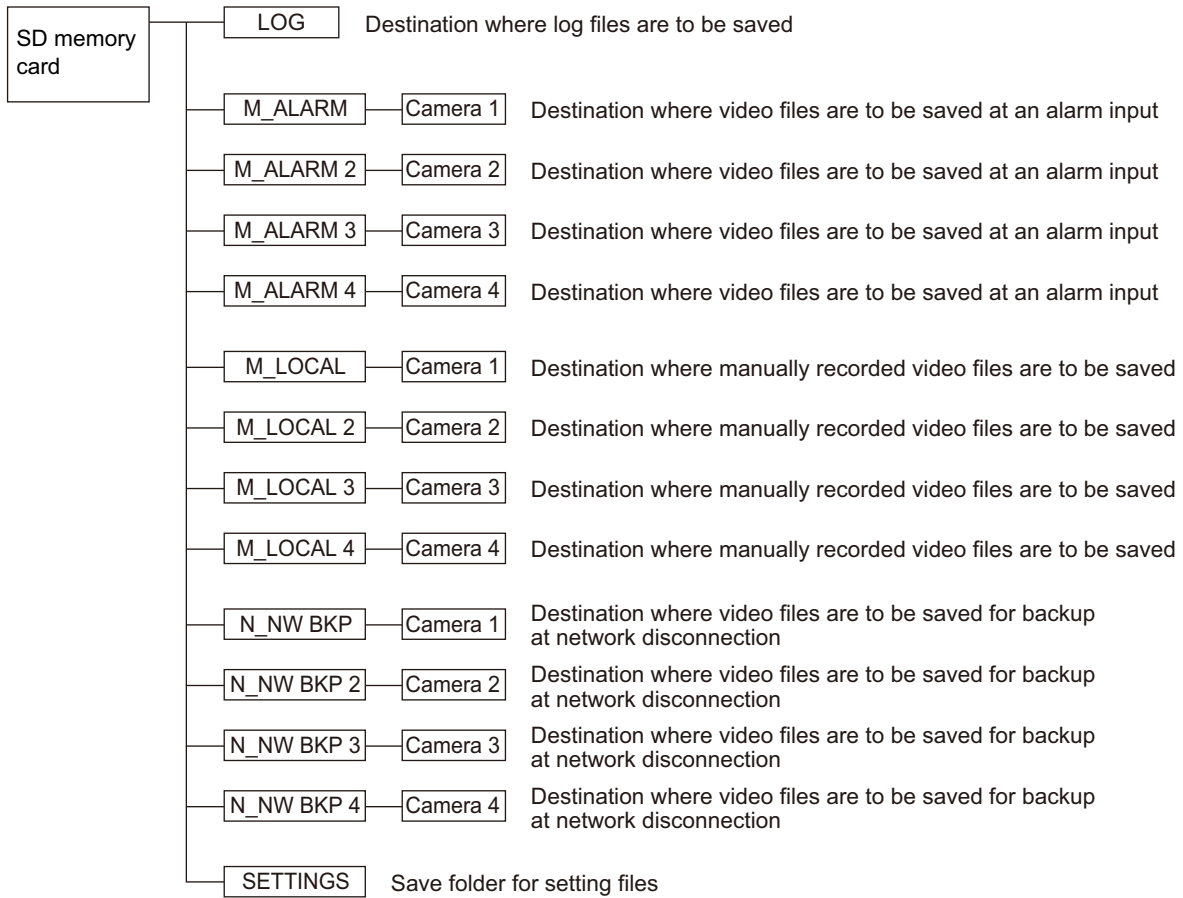 SD memory
card
LOG Destination where log files are to be saved
M_ALARM Camera 1 Destination where video files are to be saved at an alarm input
M_ALARM 2 Camera 2 Destination where video files are to be saved at an alarm input
M_ALARM 3 Camera 3 Destination where video files are to be saved at an alarm input
M_ALARM 4 Camera 4 Destination where video files are to be saved at an alarm input
M_LOCAL Camera 1 Destination where manually recorded video files are to be saved
M_LOCAL 2 Camera 2 Destination where manually recorded video files are to be saved
M_LOCAL 3 Camera 3 Destination where manually recorded video files are to be saved
M_LOCAL 4 Camera 4 Destination where manually recorded video files are to be saved
N_NW BKP Camera 1 Destination where video files are to be saved for backup
at network disconnection
N_NW BKP 2 Camera 2 Destination where video files are to be saved for backup
at network disconnection
N_NW BKP 3 Camera 3 Destination where video files are to be saved for backup
at network disconnection
N_NW BKP 4 Camera 4 Destination where video files are to be saved for backup
at network disconnection
SETTINGS Save folder for setting files